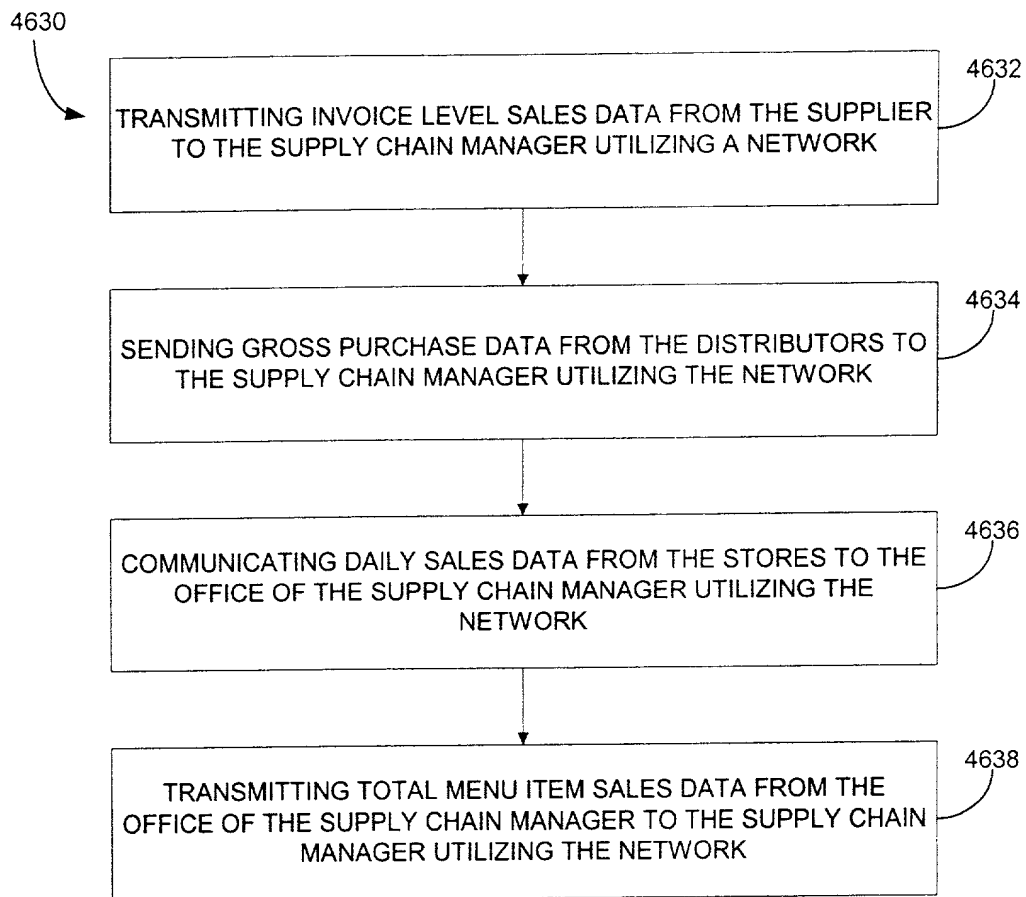 4630
4632
TRANSMITTING INVOICE LEVEL SALES DATA FROM THE SUPPLIER
TO THE SUPPLY CHAIN MANAGER UTILIZING A NETWORK
4634
SENDING GROSS PURCHASE DATA FROM THE DISTRIBUTORS TO
THE SUPPLY CHAIN MANAGER UTILIZING THE NETWORK
4636
COMMUNICATING DAILY SALES DATA FROM THE STORES TO THE
OFFICE OF THE SUPPLY CHAIN MANAGER UTILIZING THE
NETWORK
4638
TRANSMITTING TOTAL MENU ITEM SALES DATA FROM THE
OFFICE OF THE SUPPLY CHAIN MANAGER TO THE SUPPLY CHAIN
MANAGER UTILIZING THE NETWORK